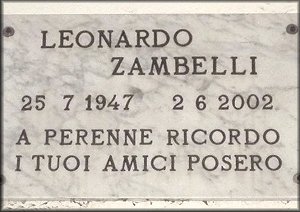 LEONARDO
ZAMBELLI
25 7 1947 2 6 2002
A PERENNE RICORDO
I TUOI AMICI POSERO